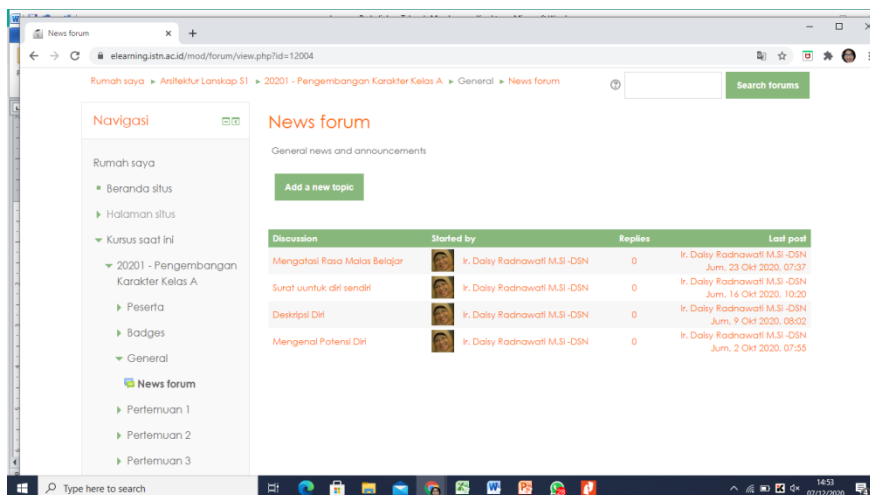 News forum
elearning.istn.ac.id/mod/forum/view.php?id=12004
Rumah saya ▸ Arsitektur Lanskap S1 ▸ 20201 - Pengembangan Karakter Kelas A ▸ General ▸ News forum
Search forums
Navigasi
Rumah saya
Beranda situs
Halaman situs
Kursus saat ini
20201 - Pengembangan
Karakter Kelas A
Peserta
Badges
General
News forum
Pertemuan 1
Pertemuan 2
Pertemuan 3
News forum
General news and announcements
Add a new topic
Discussion Started by Replies Last post
Mengatasi Rasa Malas Belajar Ir. Daisy Radnawati M.Si -DSN 0 Ir. Daisy Radnawati M.Si -DSN
Jum, 23 Okt 2020, 07:37
Surat uuntuk diri sendiri Ir. Daisy Radnawati M.Si -DSN 0 Ir. Daisy Radnawati M.Si -DSN
Jum, 16 Okt 2020, 10:20
Deskripsi Diri Ir. Daisy Radnawati M.Si -DSN 0 Ir. Daisy Radnawati M.Si -DSN
Jum, 9 Okt 2020, 08:02
Mengenal Potensi Diri Ir. Daisy Radnawati M.Si -DSN 0 Ir. Daisy Radnawati M.Si -DSN
Jum, 2 Okt 2020, 07:55
Type here to search
14:53
07/12/2020